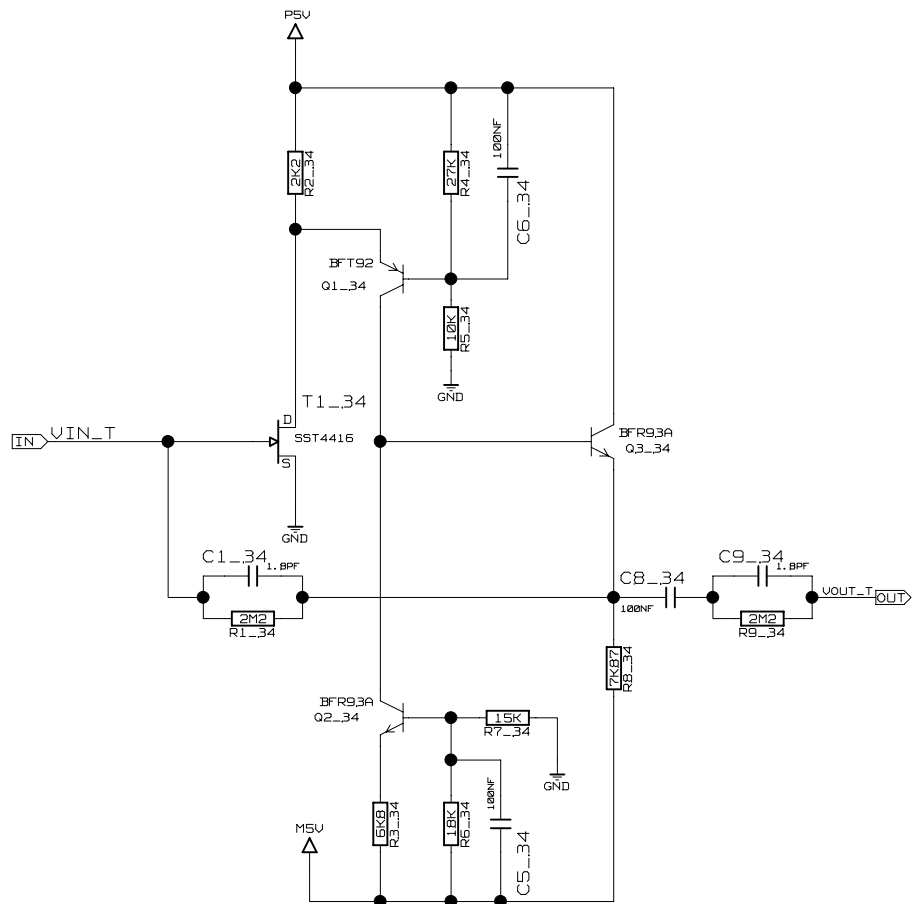 P5V
2K2
R2_34
27K
R4_34
100NF
C6_34
BFT92
Q1_34
10K
R5_34
GND
T1_34
D
SST4416
S
IN
VIN_T
GND
BFR93A
Q3_34
C1_34
1.8PF
2M2
R1_34
C8_34
100NF
C9_34
1.8PF
2M2
R9_34
VOUT_T
OUT
7K87
R8_34
BFR93A
Q2_34
15K
R7_34
GND
6K8
R3_34
18K
R6_34
100NF
C5_34
M5V